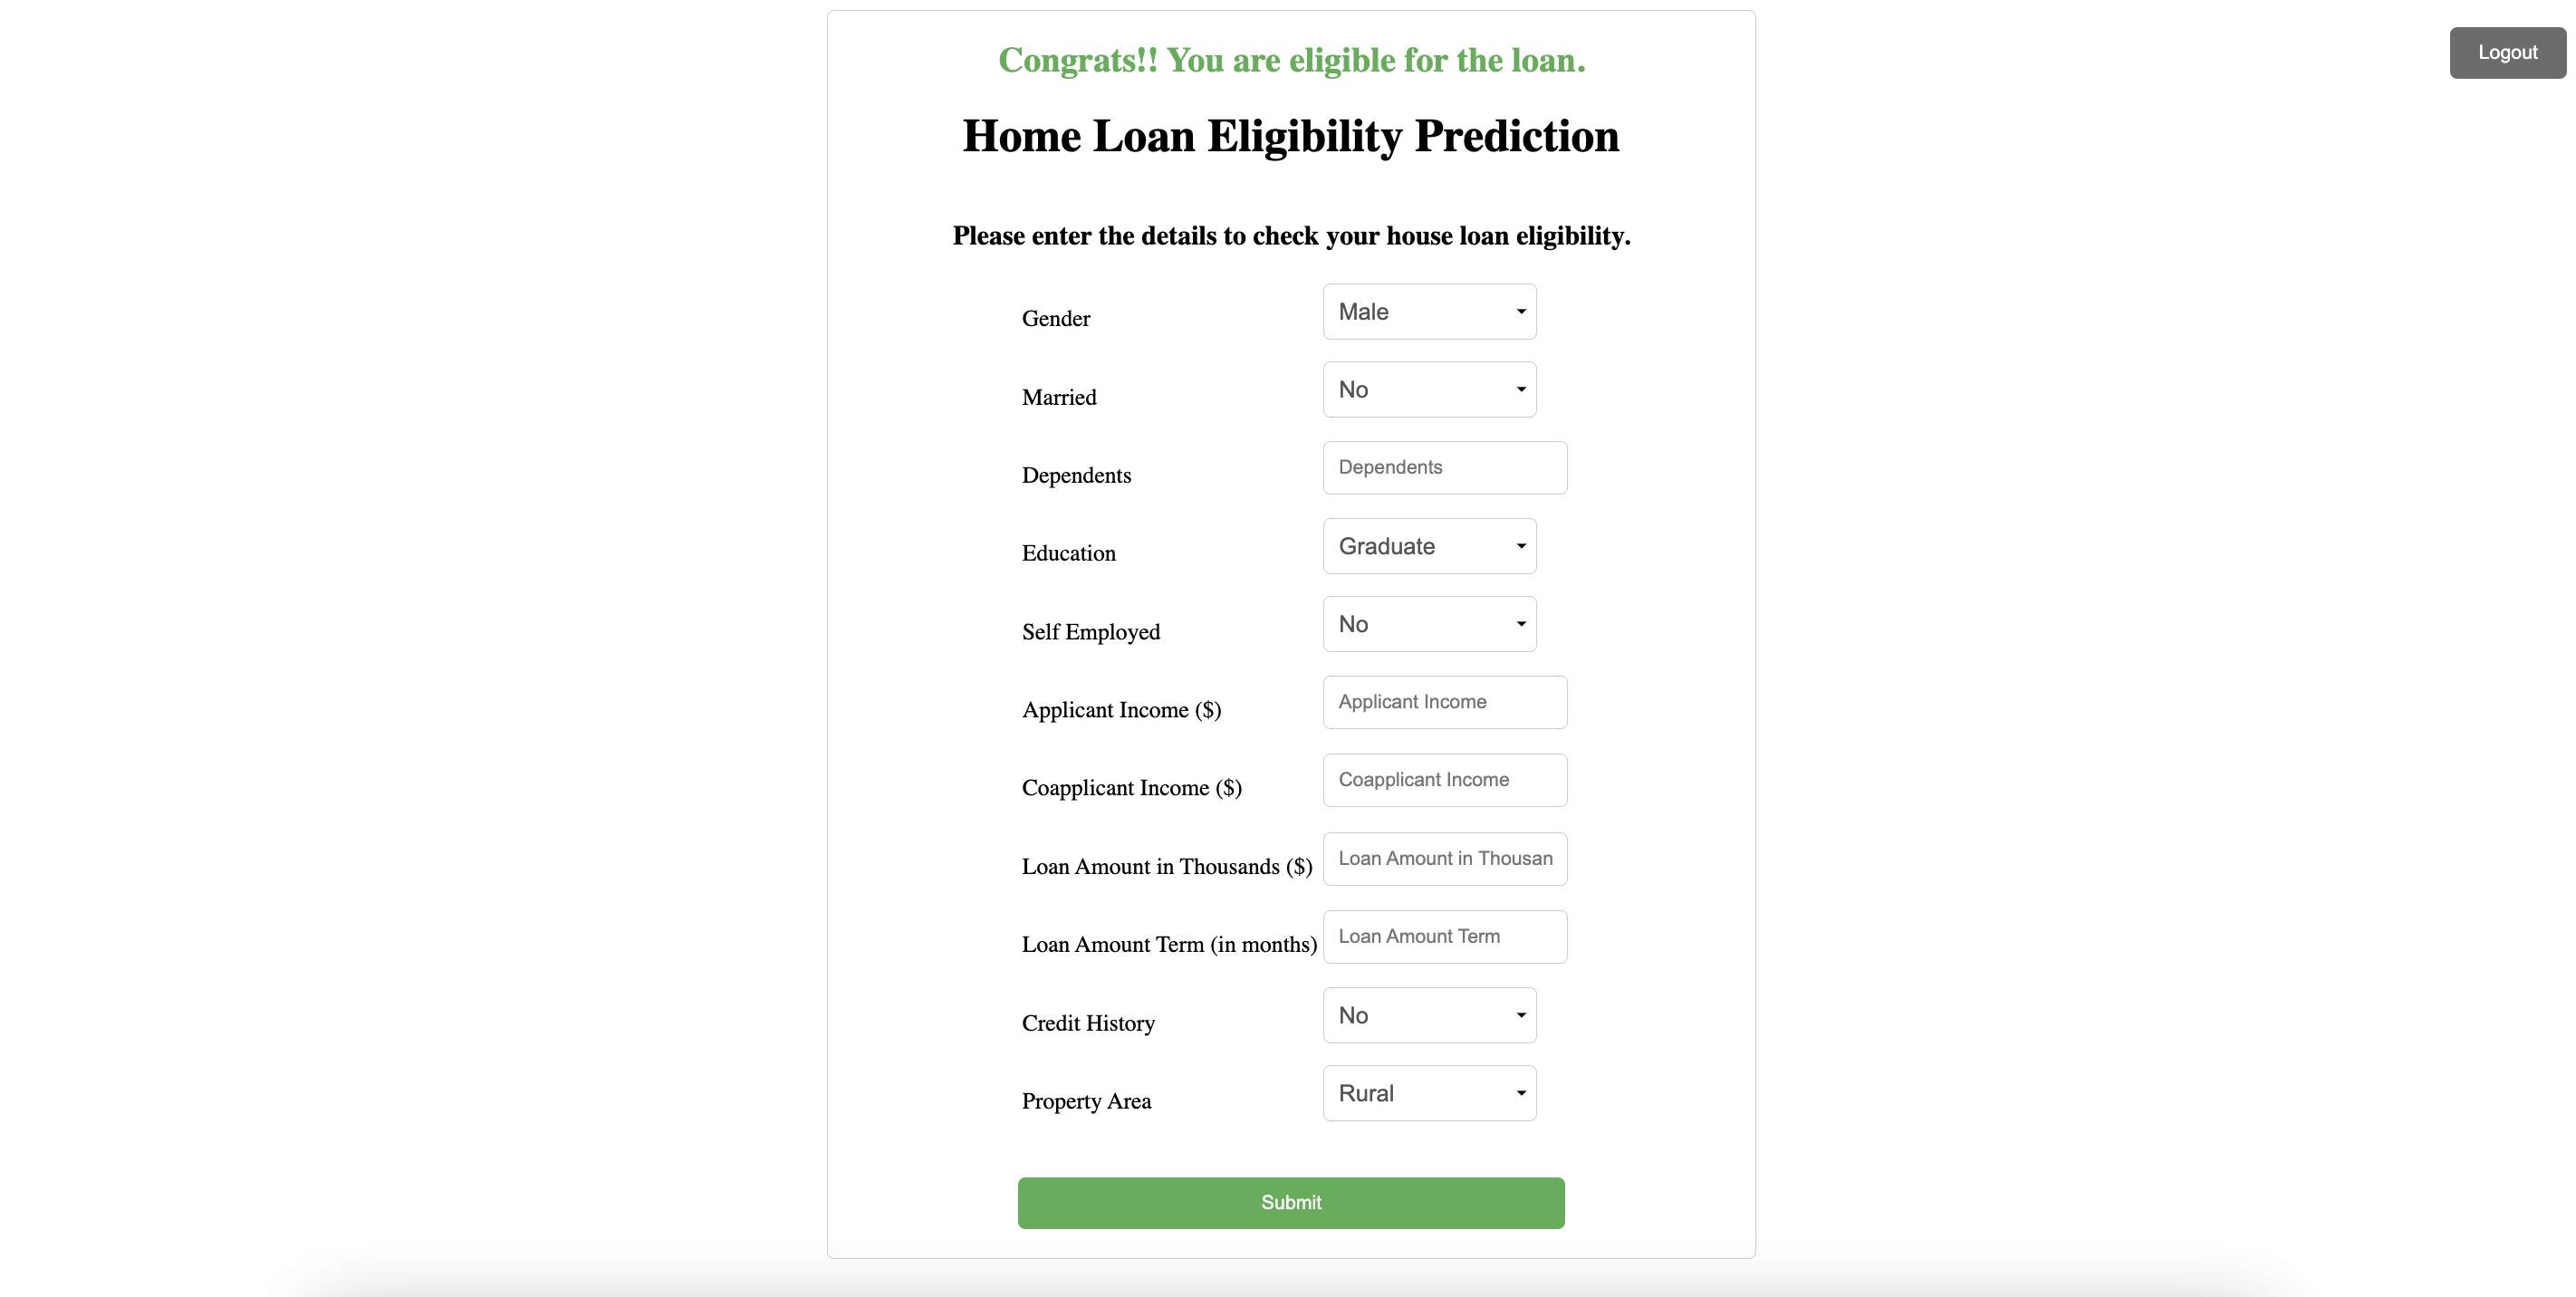 Congrats!! You are eligible for the loan.
Logout
Home Loan Eligibility Prediction
Please enter the details to check your house loan eligibility.
Gender Male
Married No
Dependents Dependents
Education Graduate
Self Employed No
Applicant Income ($) Applicant Income
Coapplicant Income ($) Coapplicant Income
Loan Amount in Thousands ($) Loan Amount in Thousan
Loan Amount Term (in months) Loan Amount Term
Credit History No
Property Area Rural
Submit